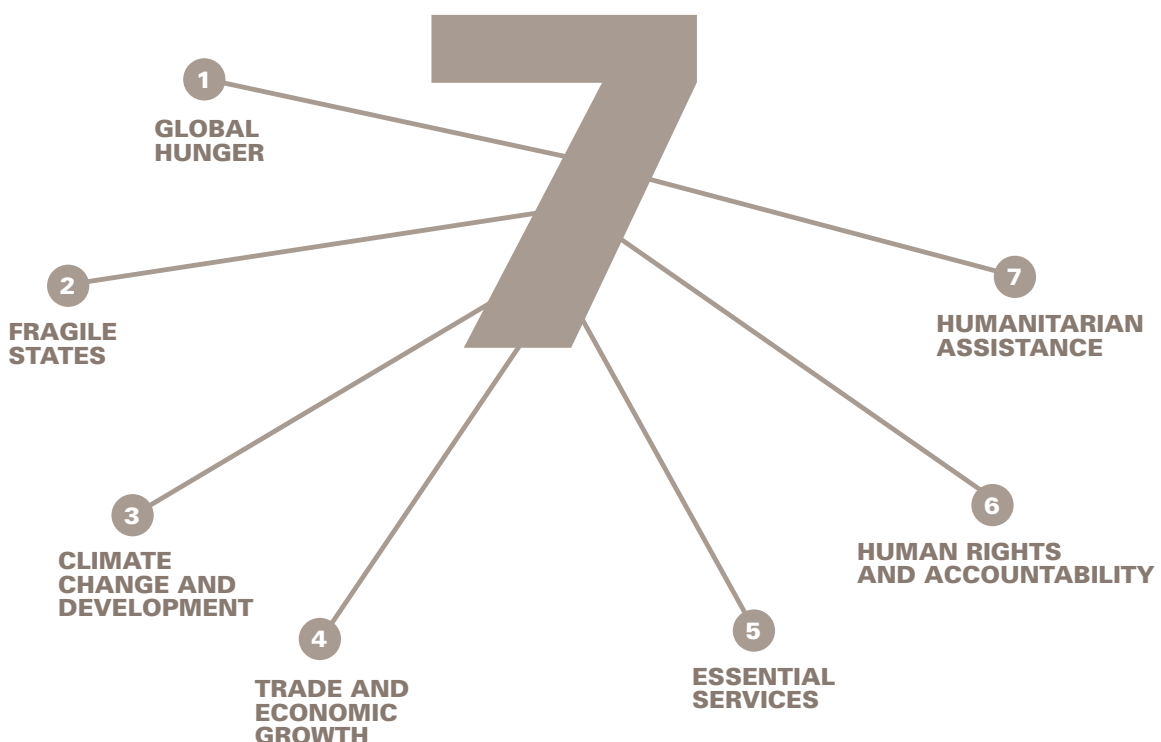 7
1
GLOBAL
HUNGER
2
FRAGILE
STATES
3
CLIMATE
CHANGE AND
DEVELOPMENT
4
TRADE AND
ECONOMIC
GROWTH
5
ESSENTIAL
SERVICES
6
HUMAN RIGHTS
AND ACCOUNTABILITY
7
HUMANITARIAN
ASSISTANCE